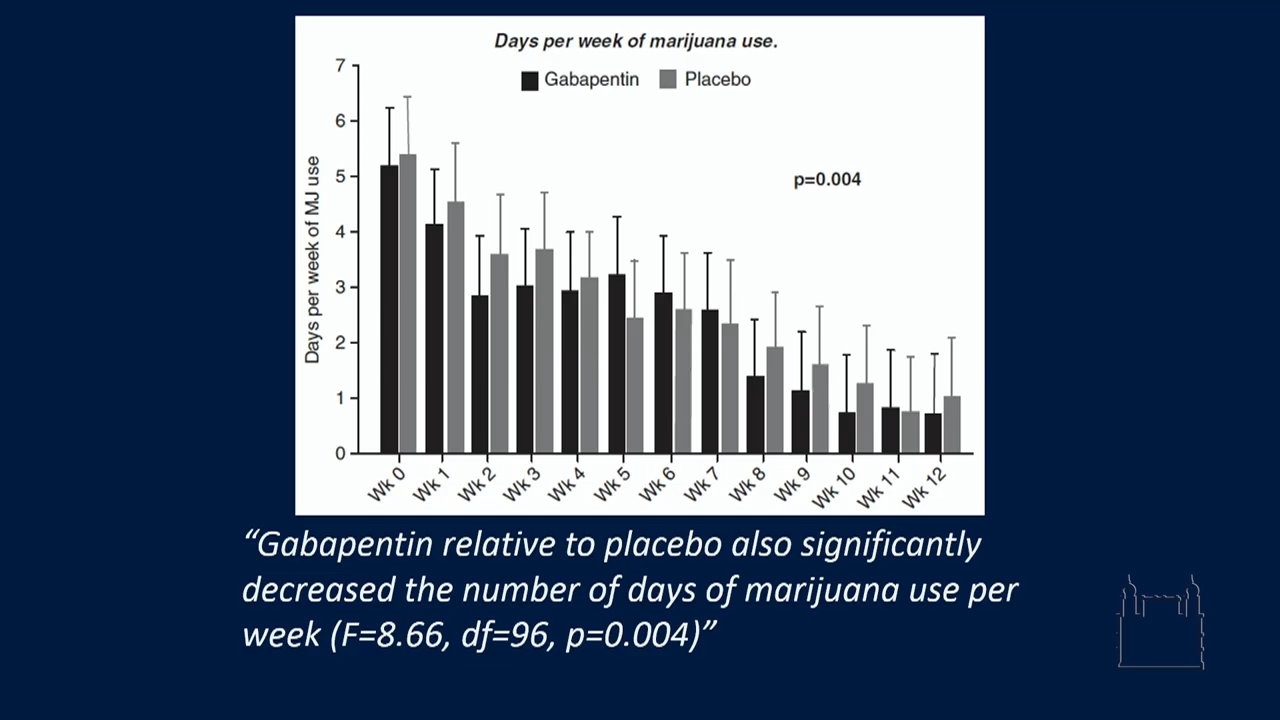 Days per week of marijuana use.
Gabapentin Placebo
7
6
5
4
3
2
1
0
Days per week of MJ use
p=0.004
Wk 0 Wk 1 Wk 2 Wk 3 Wk 4 Wk 5 Wk 6 Wk 7 Wk 8 Wk 9 Wk 10 Wk 11 Wk 12
“Gabapentin relative to placebo also significantly
decreased the number of days of marijuana use per
week (F=8.66, df=96, p=0.004)”